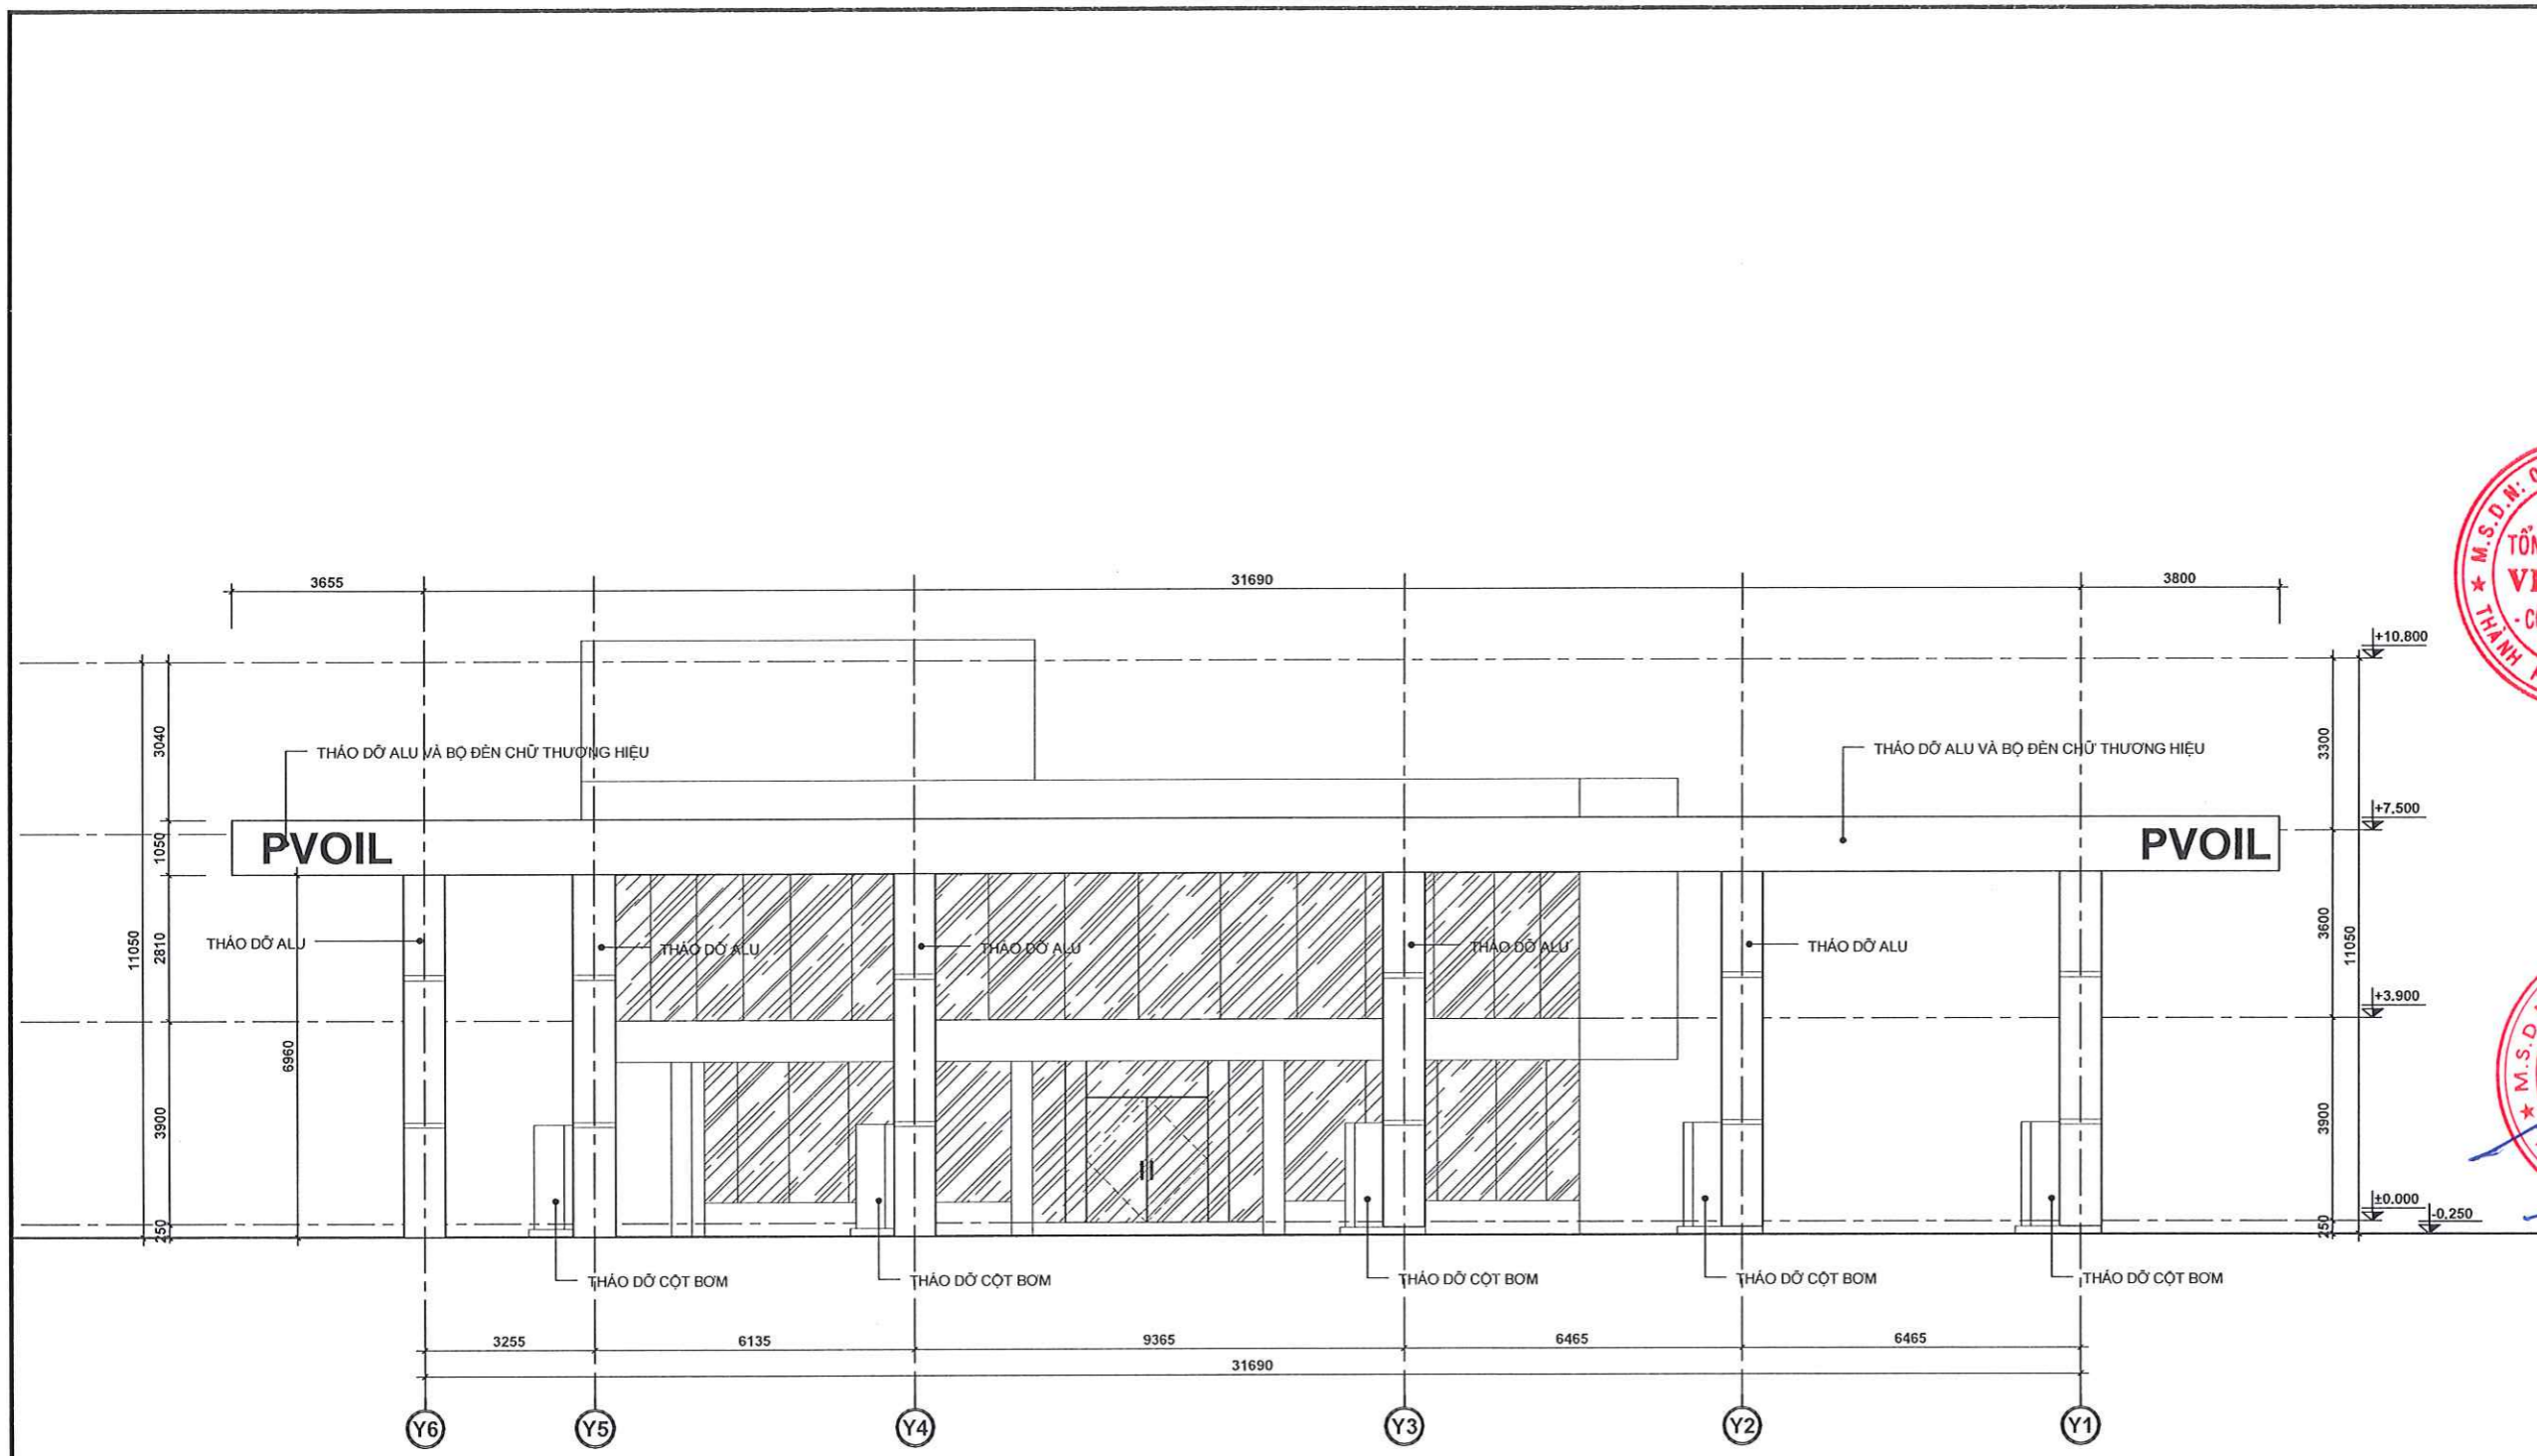 3655
31690
3800
+10.800
3040
3300
THÁO DỠ ALU VÀ BỘ ĐÈN CHỮ THƯƠNG HIỆU
THÁO DỠ ALU VÀ BỘ ĐÈN CHỮ THƯƠNG HIỆU
+7.500
1050
PVOIL
PVOIL
11050
2810
THÁO DỠ ALU
THÁO DỠ ALU
THÁO DỠ ALU
THÁO DỠ ALU
THÁO DỠ ALU
3600
11050
+3.900
6960
3900
3900
±0.000
-0.250
250
250
THÁO DỠ CỘT BƠM
THÁO DỠ CỘT BƠM
THÁO DỠ CỘT BƠM
THÁO DỠ CỘT BƠM
THÁO DỠ CỘT BƠM
3255
6135
9365
6465
6465
31690
Y6
Y5
Y4
Y3
Y2
Y1
★ M.S.D.N:
THÀNH
★ M.S.D